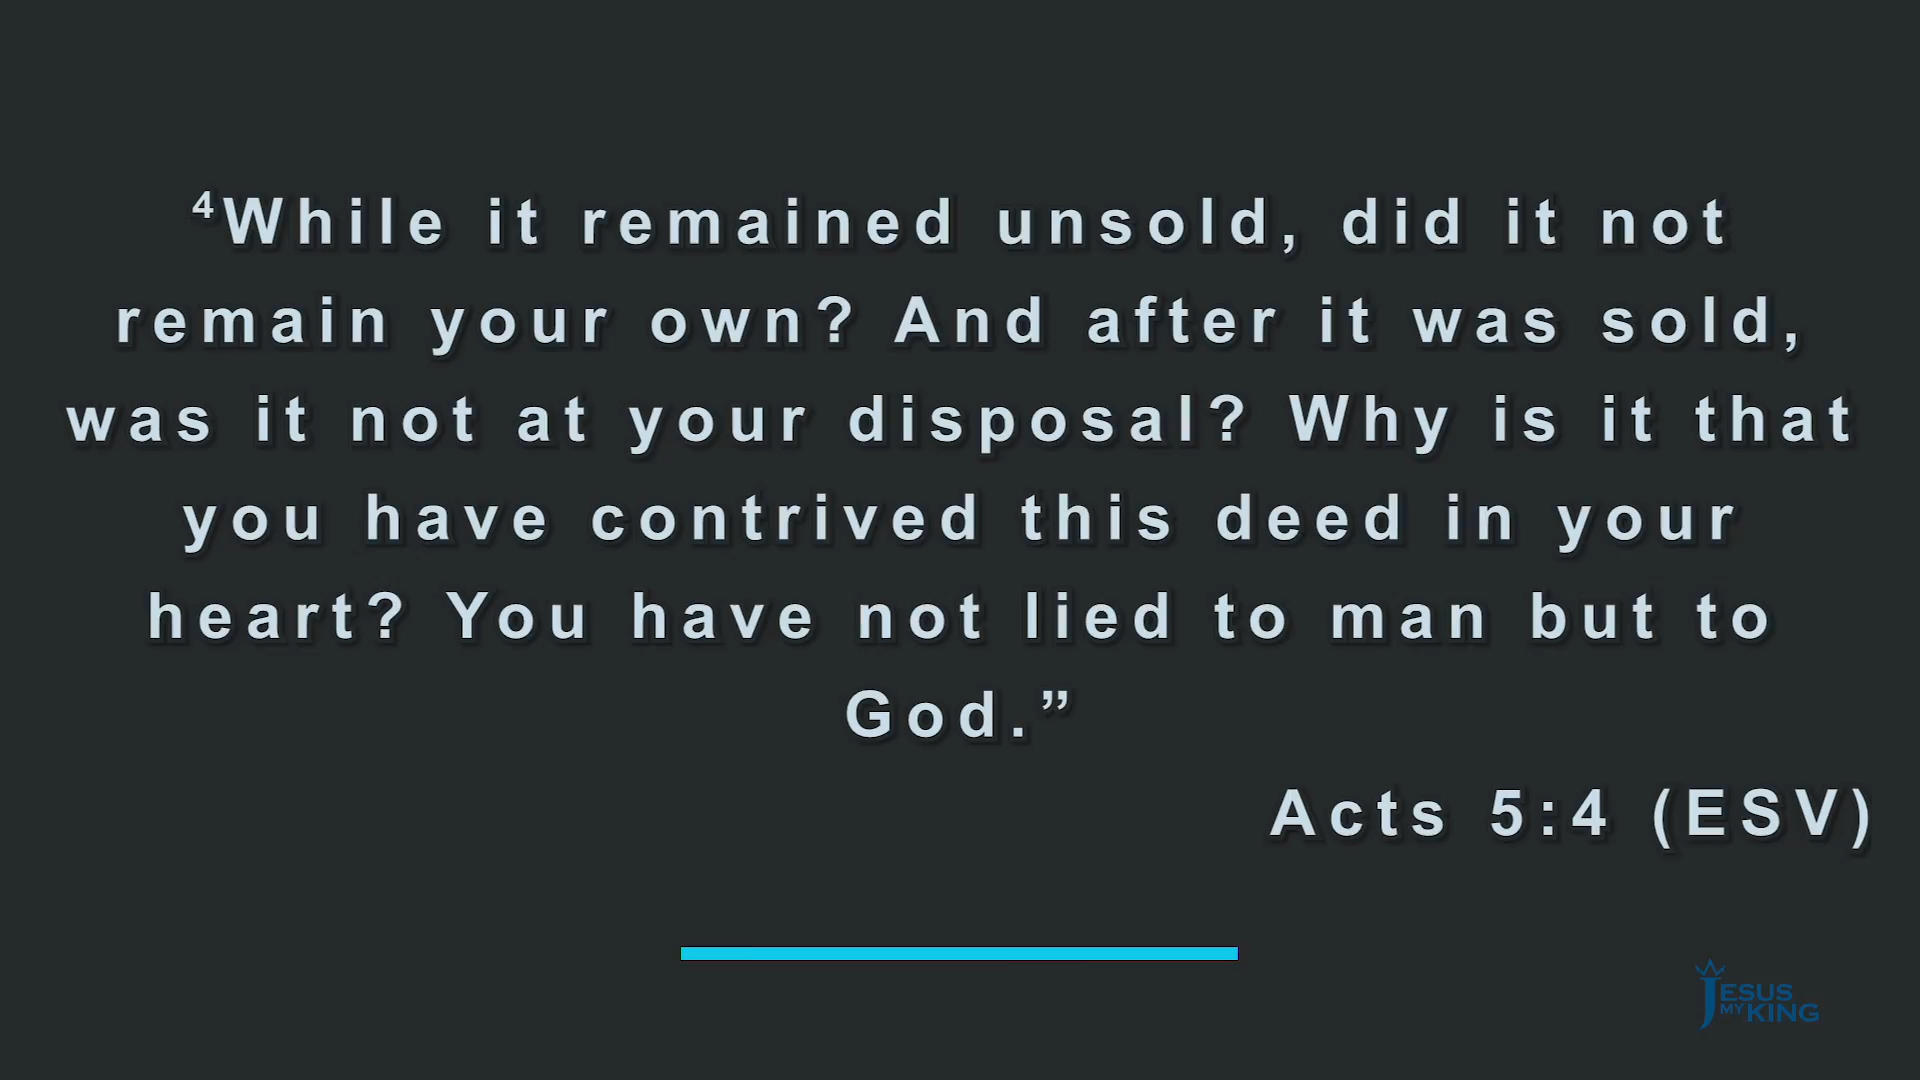 ⁴While it remained unsold, did it not
remain your own? And after it was sold,
was it not at your disposal? Why is it that
you have contrived this deed in your
heart? You have not lied to man but to
God.”
Acts 5:4 (ESV)
JESUS
MY KING